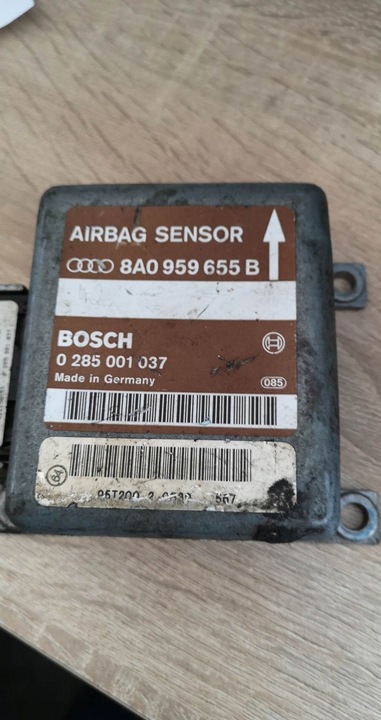 AIRBAG SENSOR
8A0 959 655 B
BOSCH
0 285 001 037
Made in Germany
085